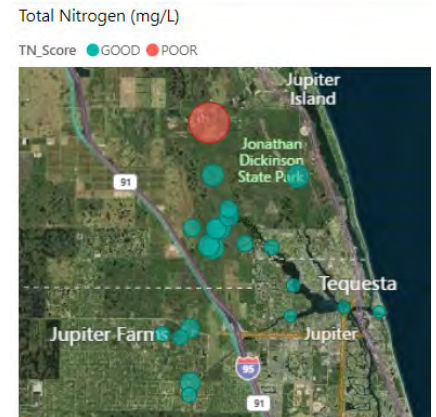 Total Nitrogen (mg/L)
TN_Score GOOD POOR
Jupiter
Island
Jonathan
Dickinson
State Park
91
Tequesta
Jupiter Farms
Jupiter
95
91